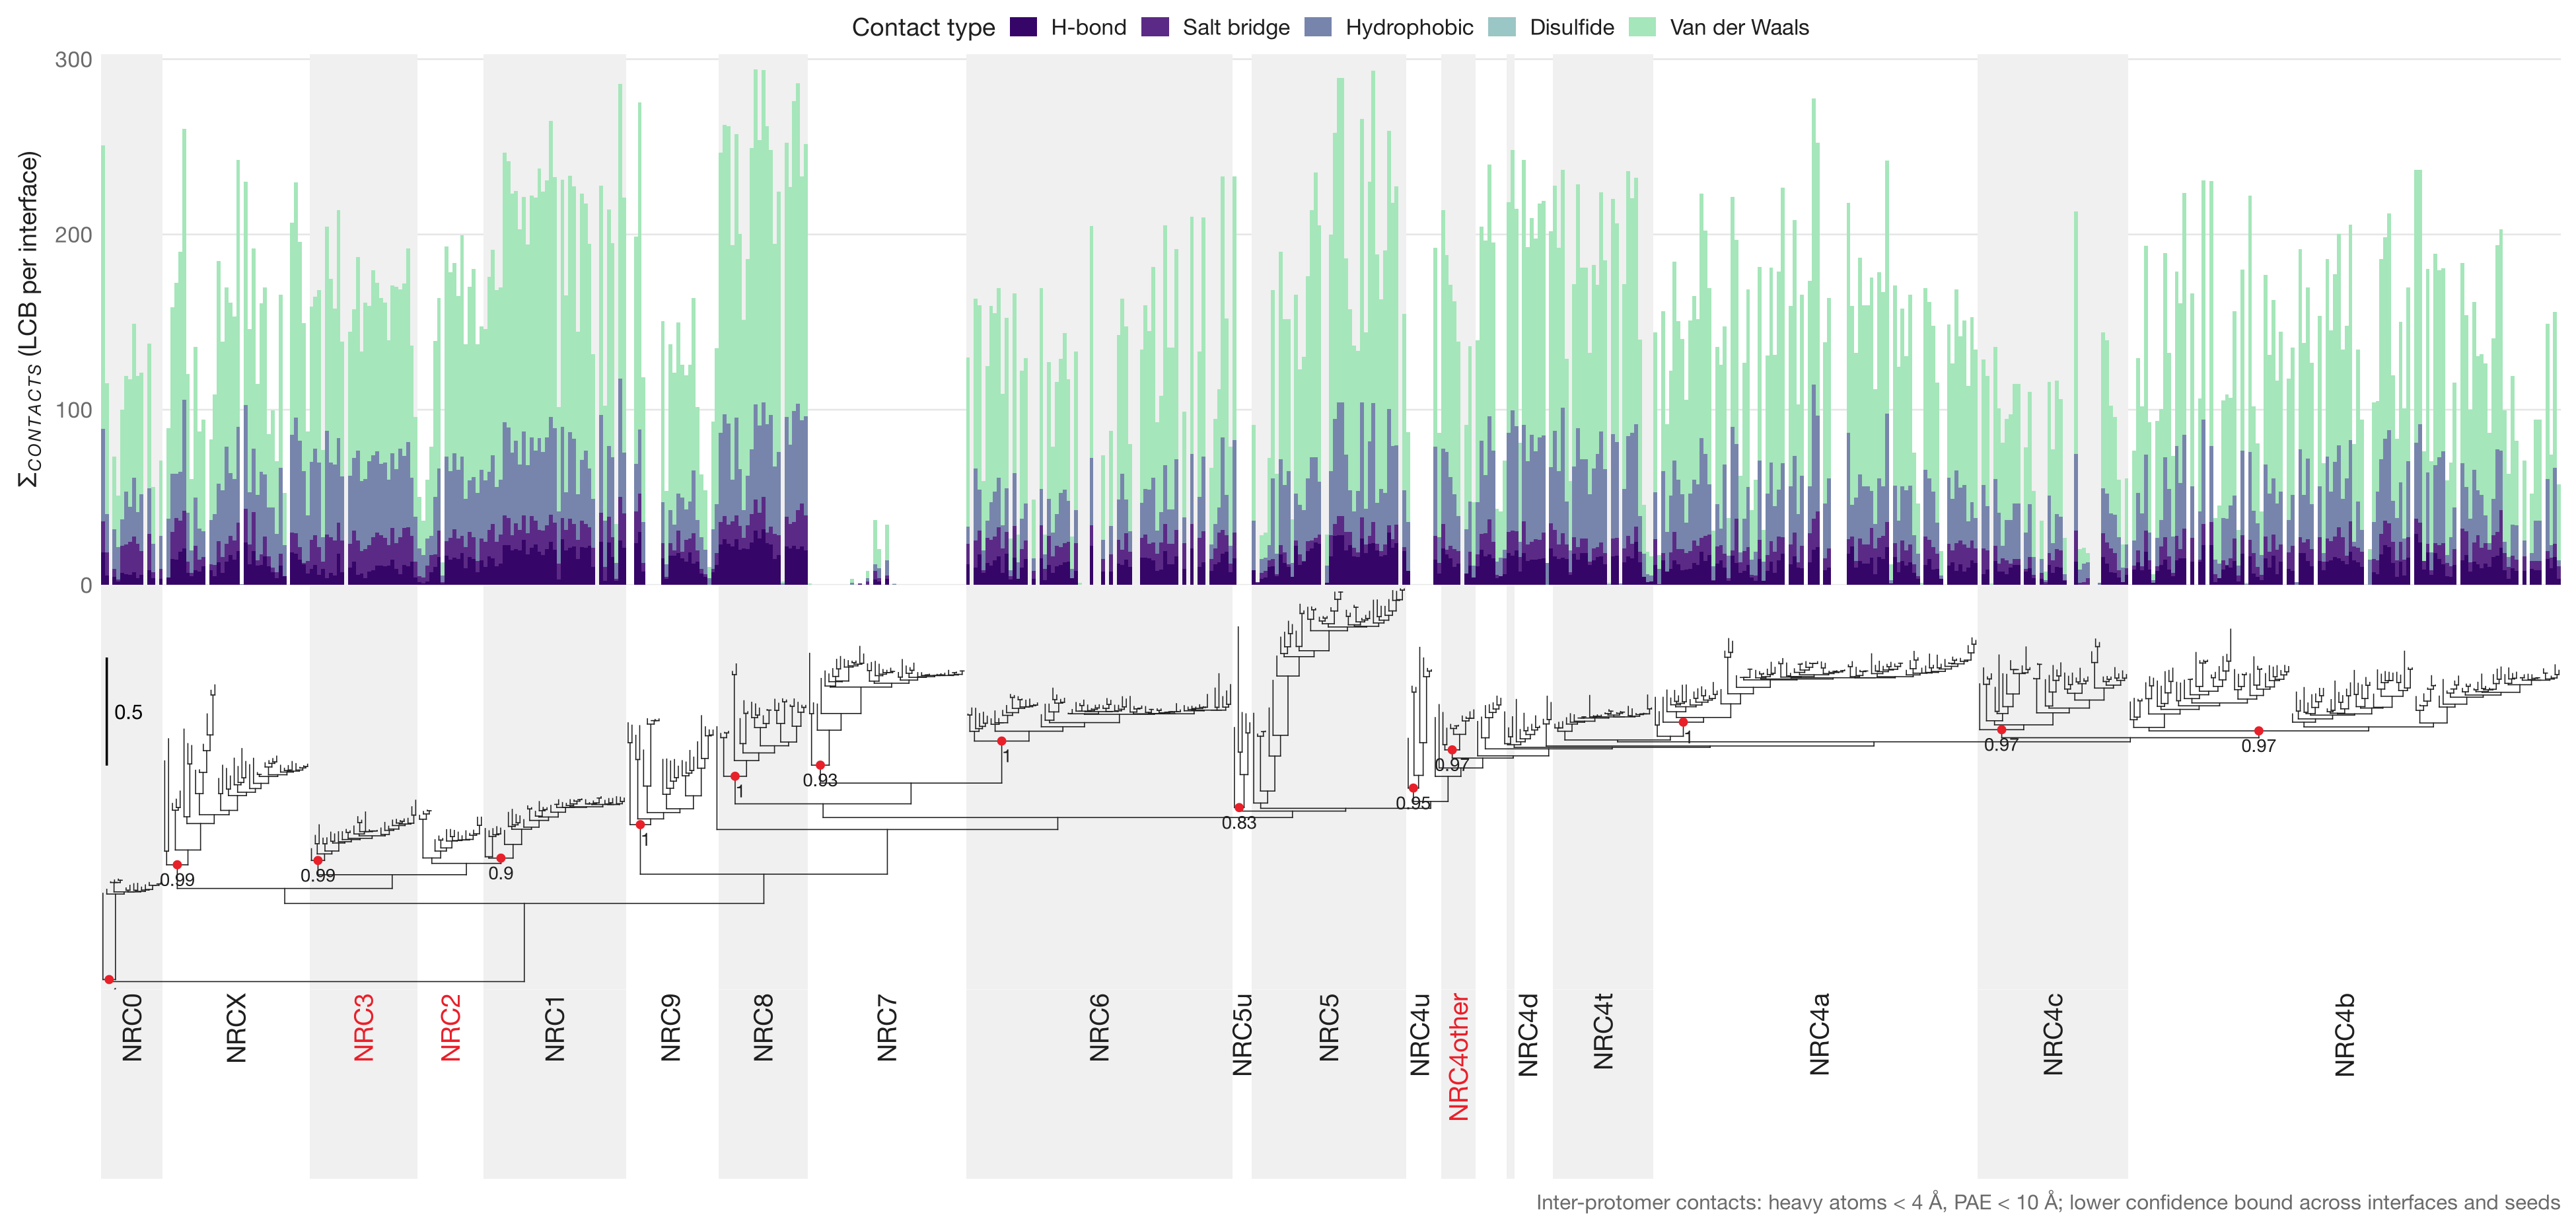 Contact type H-bond Salt bridge Hydrophobic Disulfide Van der Waals
300
200
100
0
Σ CONTACTS (LCB per interface)
0.5
0.99
0.99
0.9
1
1
0.93
1
0.83
0.95
0.97
1
0.97
0.97
NRC0
NRCX
NRC3
NRC2
NRC1
NRC9
NRC8
NRC7
NRC6
NRC5u
NRC5
NRC4u
NRC4other
NRC4d
NRC4t
NRC4a
NRC4c
NRC4b
Inter-protomer contacts: heavy atoms < 4 Å, PAE < 10 Å; lower confidence bound across interfaces and seeds